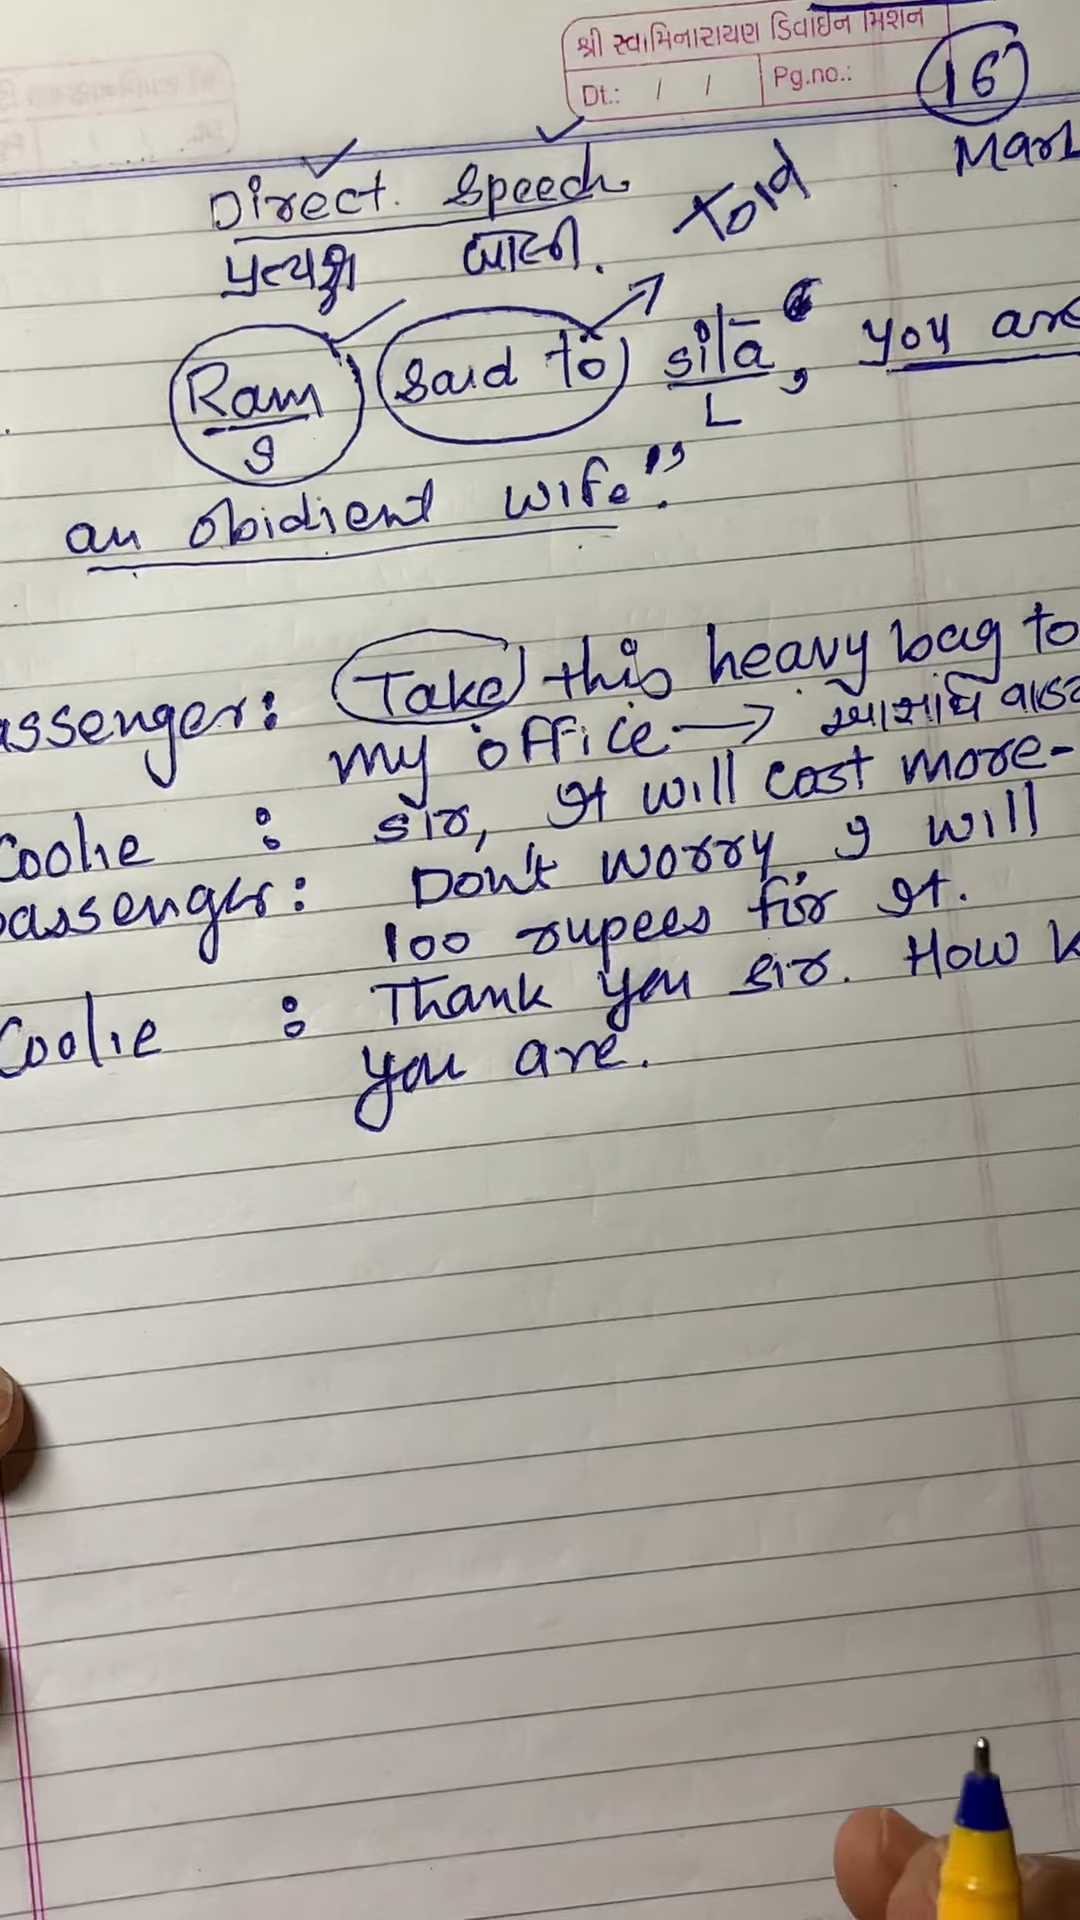 શ્રી સ્વામિનારાયણ ડિવાઇન મિશન
Dt.: / / Pg.no.:
16
Direct. Speech
Told
પ્રત્યક્ષ
Ram said to sita, "you are
S L
an obidient wife".
assenger: Take this heavy bag to
my office →
Coolie : sir, It will cost more-
passenger: Don't worry I will
100 rupees for It.
Coolie : Thank you sir. How k
you are.